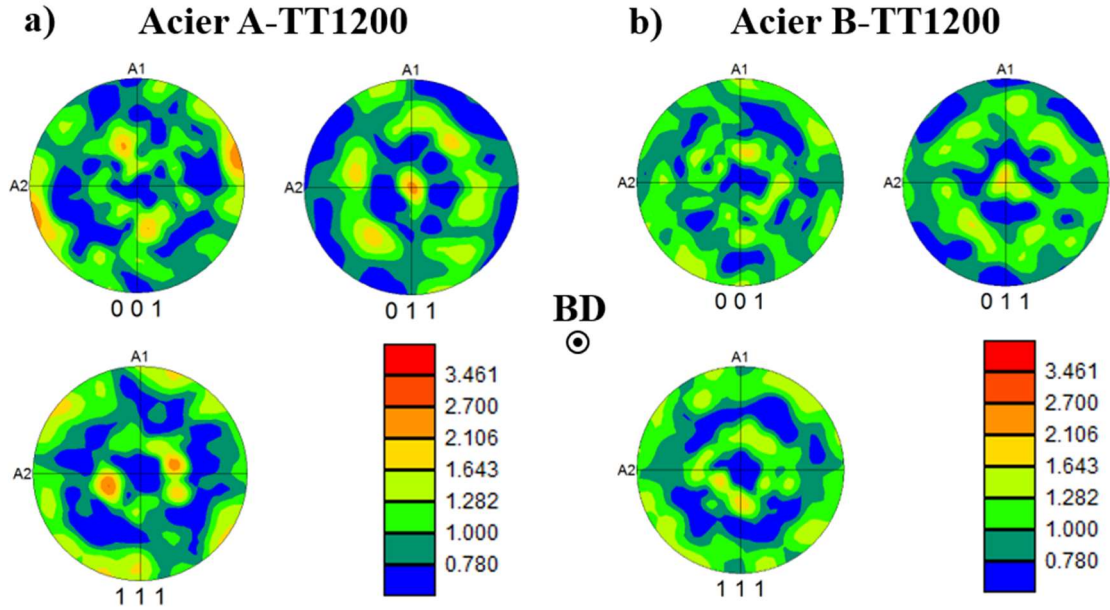 a) Acier A-TT1200
b) Acier B-TT1200
A1
A2
0 0 1
A1
A2
0 1 1
A1
A2
0 0 1
A1
A2
0 1 1
BD
A1
A2
1 1 1
3.461
2.700
2.106
1.643
1.282
1.000
0.780
A1
A2
1 1 1
3.461
2.700
2.106
1.643
1.282
1.000
0.780